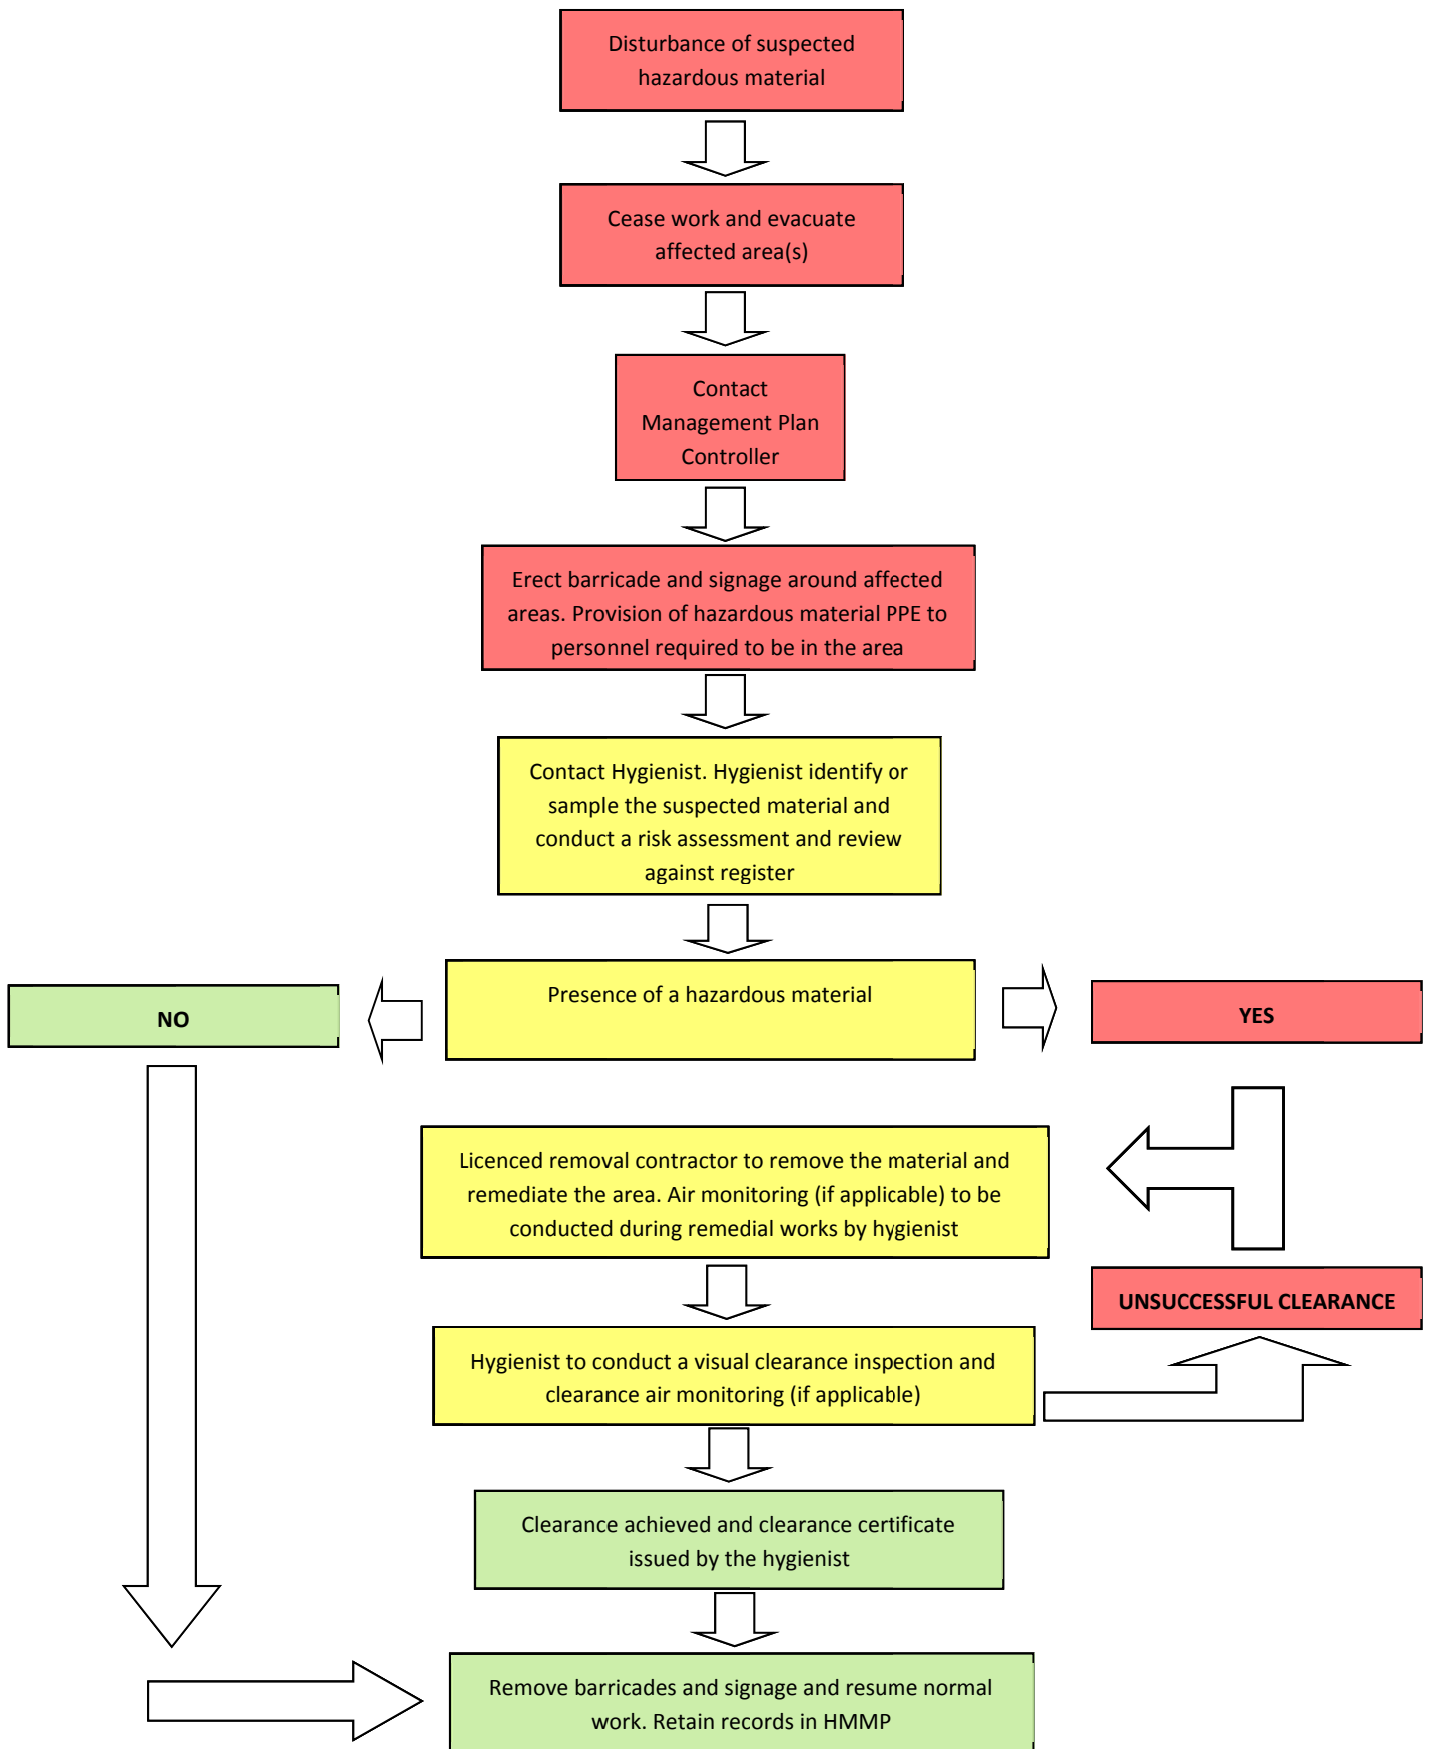 Disturbance of suspected
hazardous material
Cease work and evacuate
affected area(s)
Contact
Management Plan
Controller
Erect barricade and signage around affected
areas. Provision of hazardous material PPE to
personnel required to be in the area
Contact Hygienist. Hygienist identify or
sample the suspected material and
conduct a risk assessment and review
against register
Presence of a hazardous material
NO
YES
Licenced removal contractor to remove the material and
remediate the area. Air monitoring (if applicable) to be
conducted during remedial works by hygienist
UNSUCCESSFUL CLEARANCE
Hygienist to conduct a visual clearance inspection and
clearance air monitoring (if applicable)
Clearance achieved and clearance certificate
issued by the hygienist
Remove barricades and signage and resume normal
work. Retain records in HMMP